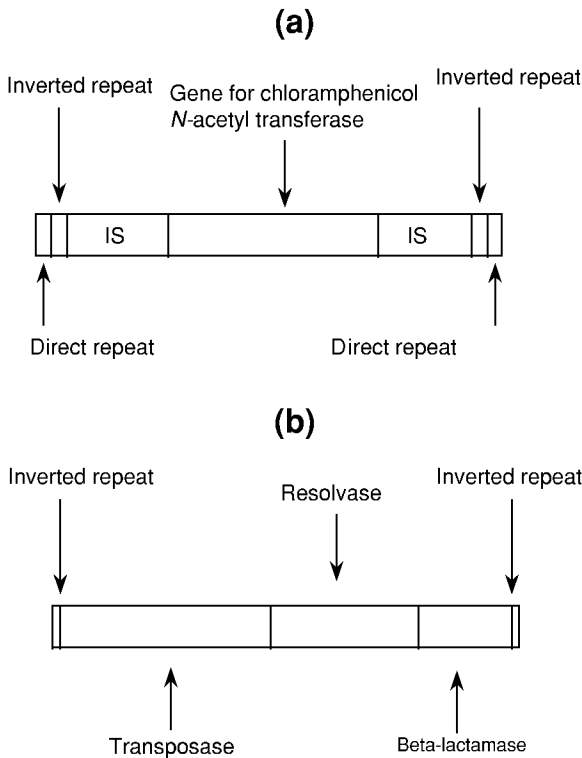 (a)
Inverted repeat
Gene for chloramphenicol
N-acetyl transferase
Inverted repeat
IS
IS
Direct repeat
Direct repeat
(b)
Inverted repeat
Resolvase
Inverted repeat
Transposase
Beta-lactamase